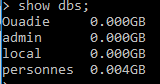 > show dbs;
Ouadie     0.000GB
admin      0.000GB
local      0.000GB
personnes  0.004GB